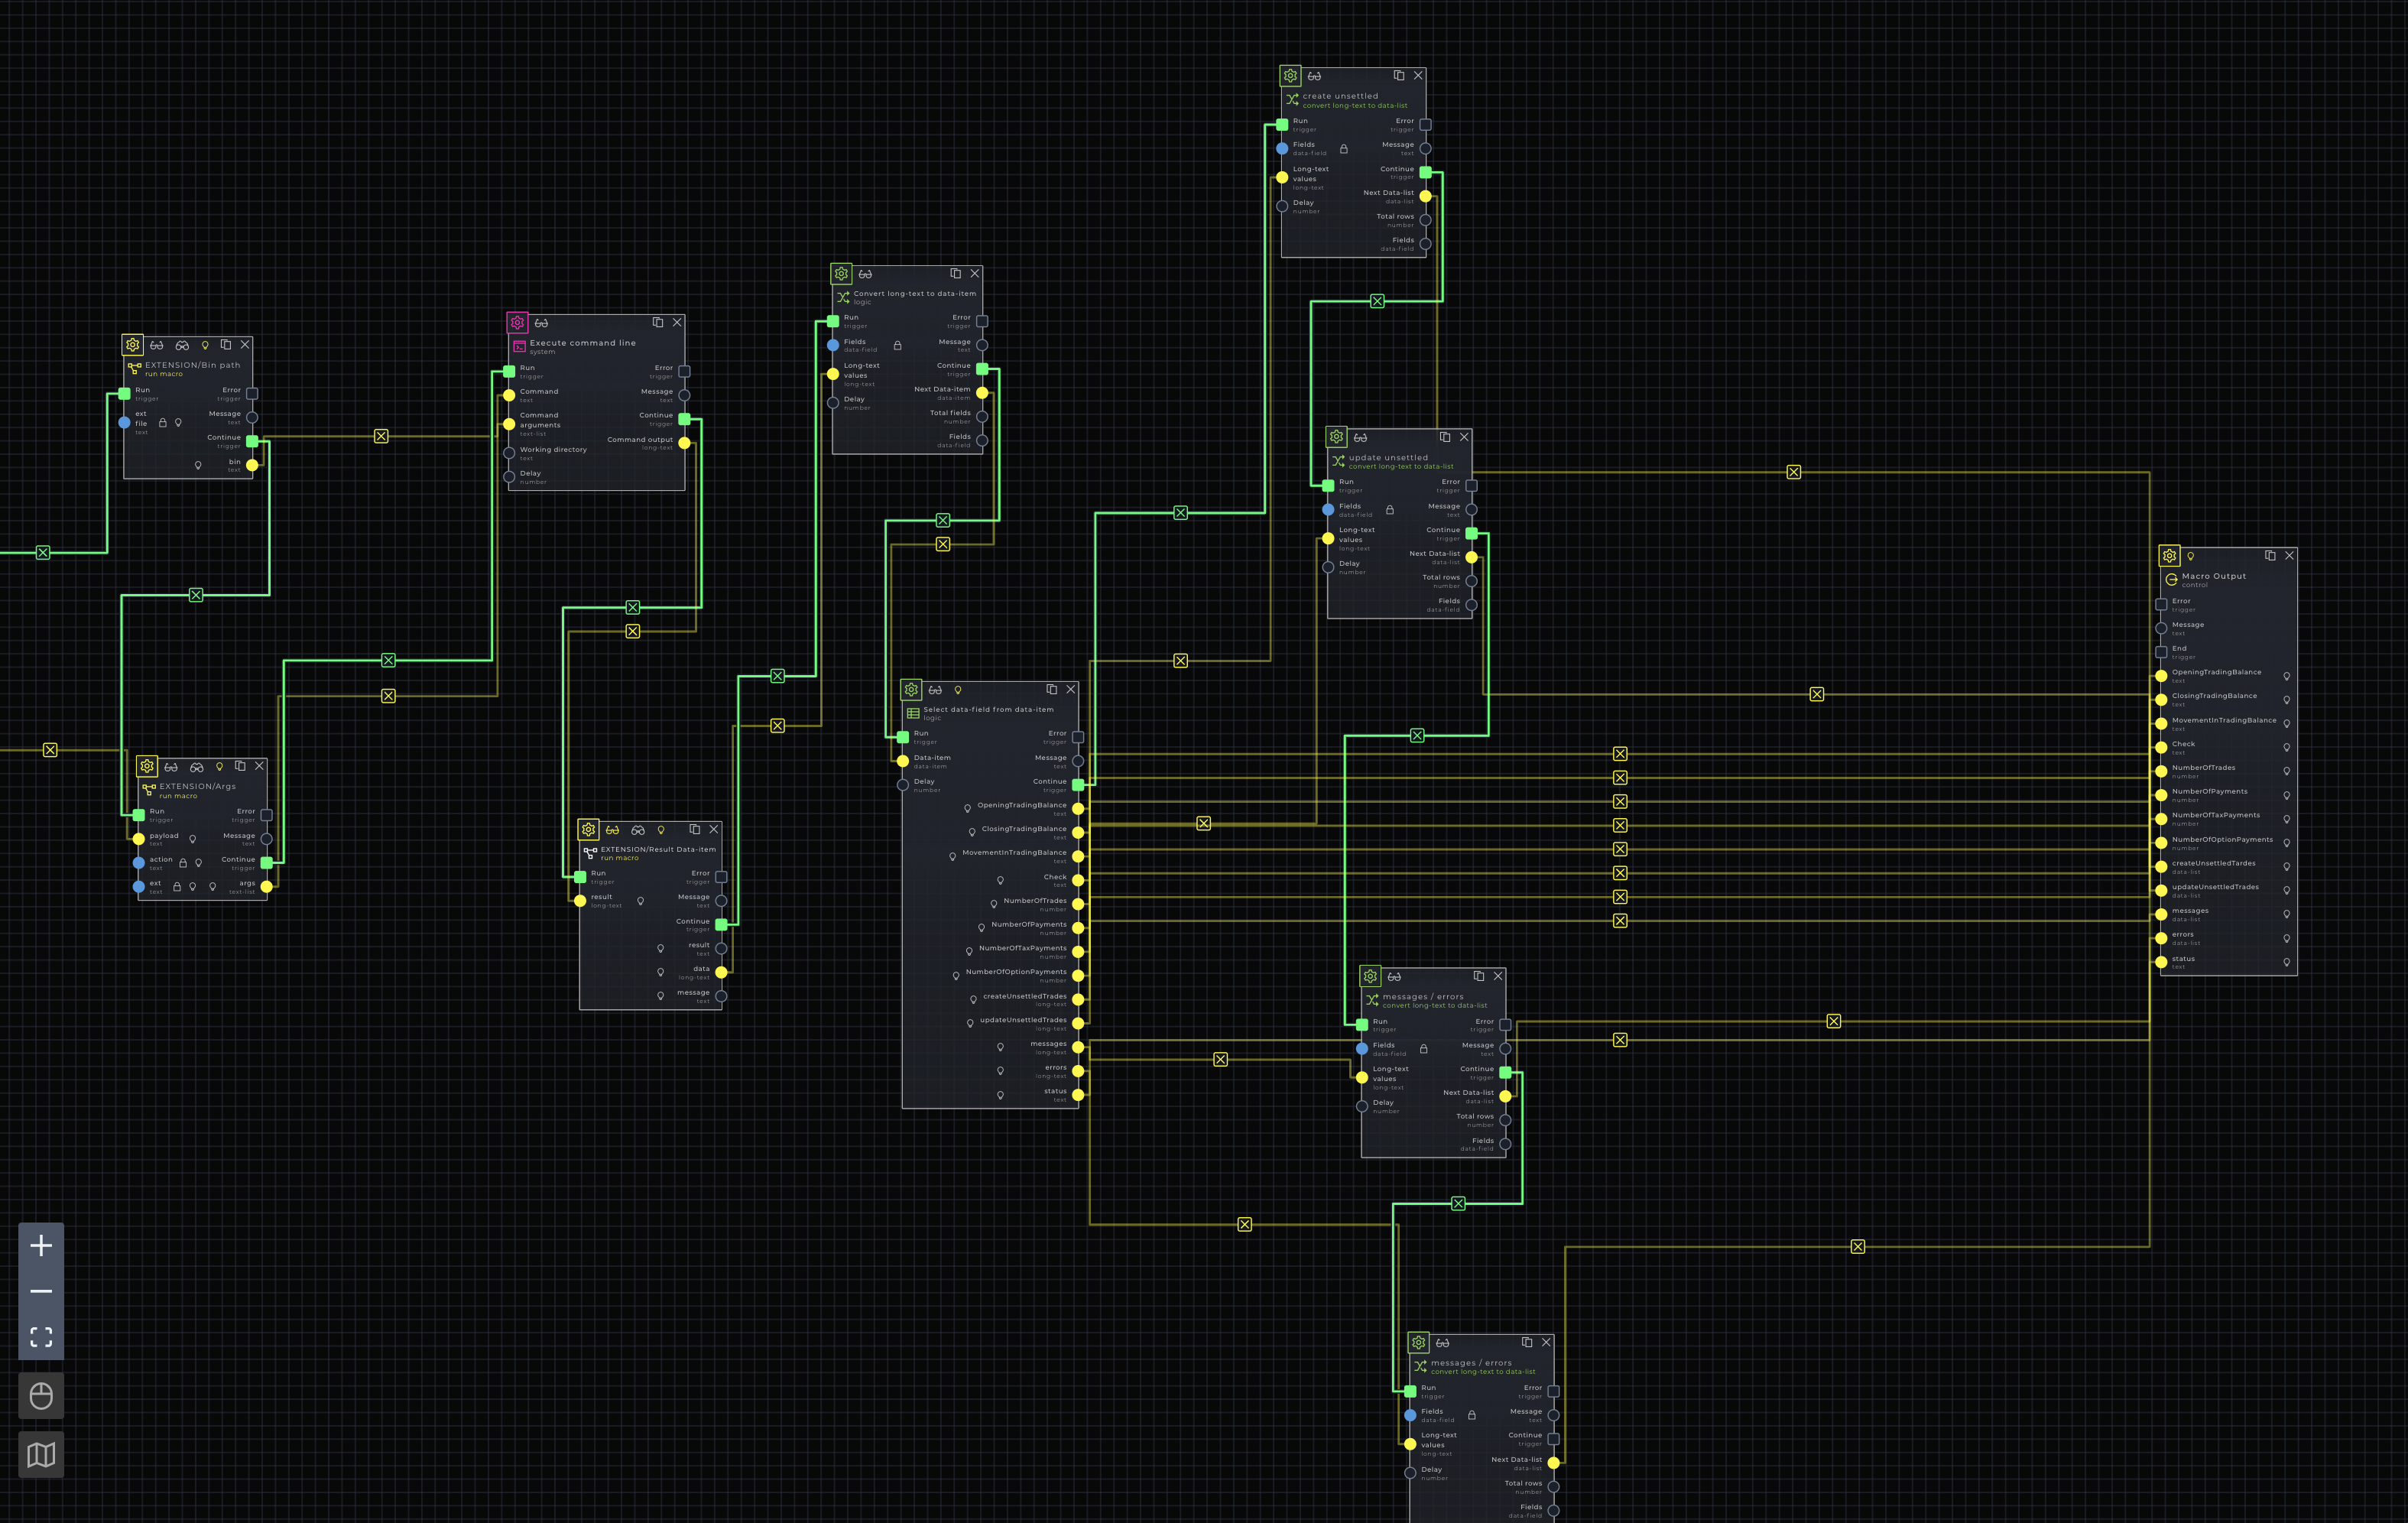 create unsettled
convert long-text to data-list
Run
trigger
Error
trigger
Fields
data-field
Message
text
Long-text
values
long-text
Continue
trigger
Delay
number
Next Data-list
data-list
Total rows
number
Fields
data-field
Convert long-text to data-item
logic
Run
trigger
Error
trigger
Fields
data-field
Message
text
Long-text
values
long-text
Continue
trigger
Delay
number
Next Data-item
data-item
Total fields
number
Fields
data-field
Execute command line
system
Run
trigger
Error
trigger
Command
text
Message
text
Command
arguments
text-list
Continue
trigger
Working directory
text
Command output
long-text
Delay
number
EXTENSION/Bin path
run macro
Run
trigger
Error
trigger
ext
file
text
Message
text
Continue
trigger
bin
text
update unsettled
convert long-text to data-list
Run
trigger
Error
trigger
Fields
data-field
Message
text
Long-text
values
long-text
Continue
trigger
Delay
number
Next Data-list
data-list
Total rows
number
Fields
data-field
Macro Output
control
Error
trigger
Message
text
End
trigger
OpeningTradingBalance
text
ClosingTradingBalance
text
MovementInTradingBalance
text
Check
text
NumberOfTrades
number
NumberOfPayments
number
NumberOfTaxPayments
number
NumberOfOptionPayments
number
createUnsettledTardes
data-list
updateUnsettledTrades
data-list
messages
data-list
errors
data-list
status
text
Select data-field from data-item
logic
Run
trigger
Error
trigger
Data-item
data-item
Message
text
Delay
number
Continue
trigger
OpeningTradingBalance
text
ClosingTradingBalance
text
MovementInTradingBalance
text
Check
text
NumberOfTrades
number
NumberOfPayments
number
NumberOfTaxPayments
number
NumberOfOptionPayments
number
createUnsettledTrades
long-text
updateUnsettledTrades
long-text
messages
long-text
errors
long-text
status
text
EXTENSION/Args
run macro
Run
trigger
Error
trigger
payload
text
Message
text
action
text
Continue
trigger
ext
text
args
text-list
EXTENSION/Result Data-item
run macro
Run
trigger
Error
trigger
result
long-text
Message
text
Continue
trigger
result
text
data
long-text
message
text
messages / errors
convert long-text to data-list
Run
trigger
Error
trigger
Fields
data-field
Message
text
Long-text
values
long-text
Continue
trigger
Delay
number
Next Data-list
data-list
Total rows
number
Fields
data-field
messages / errors
convert long-text to data-list
Run
trigger
Error
trigger
Fields
data-field
Message
text
Long-text
values
long-text
Continue
trigger
Delay
number
Next Data-list
data-list
Total rows
number
Fields
data-field